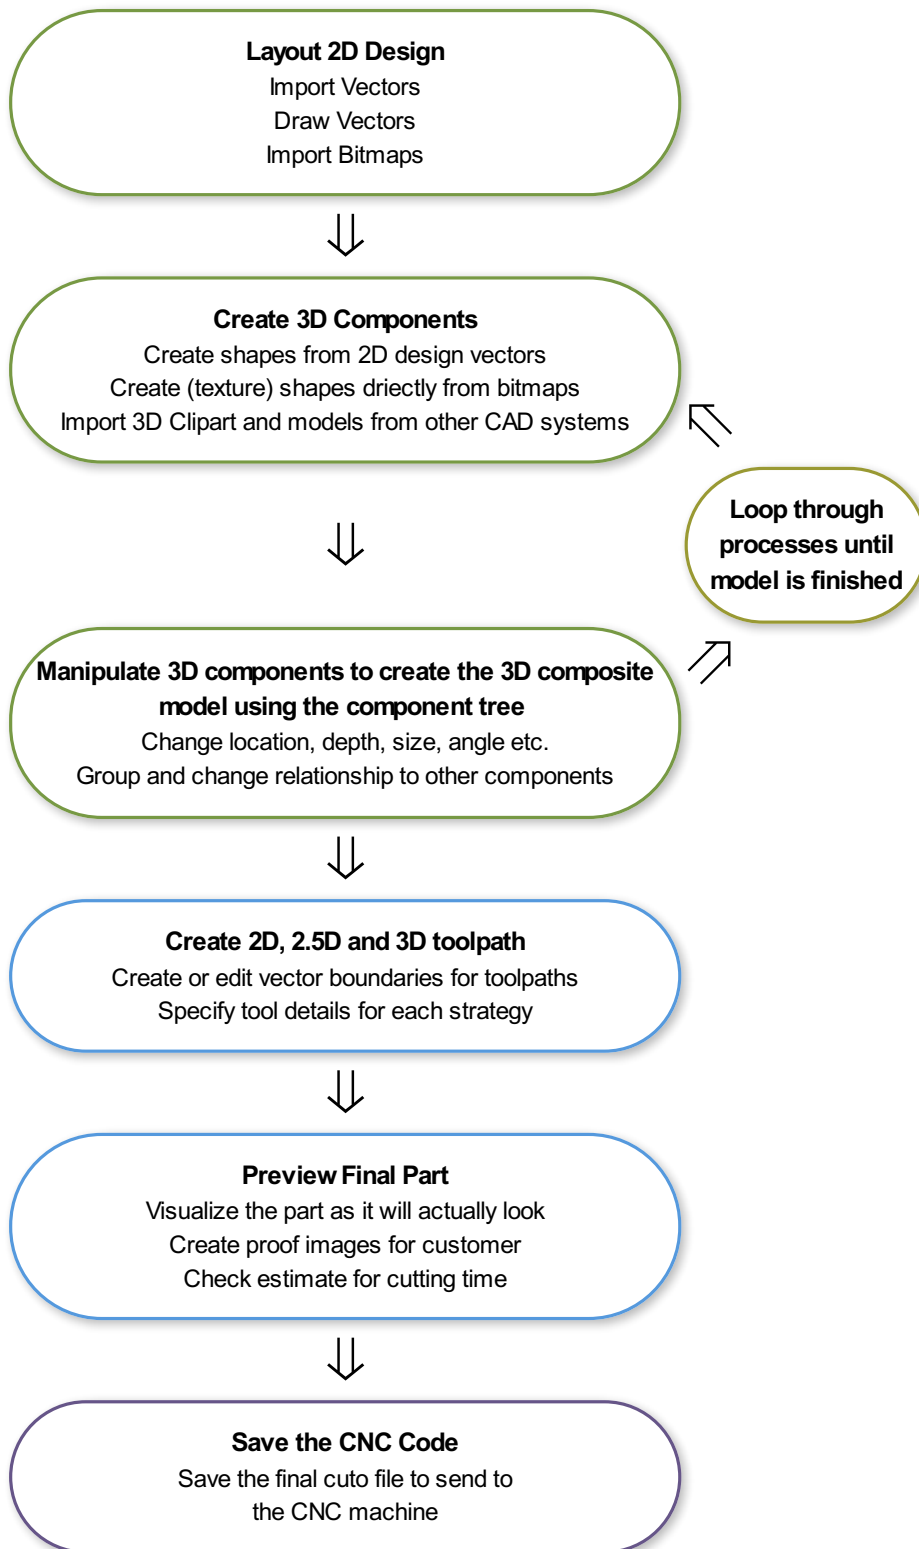 Layout 2D Design
Import Vectors
Draw Vectors
Import Bitmaps
Create 3D Components
Create shapes from 2D design vectors
Create (texture) shapes driectly from bitmaps
Import 3D Clipart and models from other CAD systems
Loop through
processes until
model is finished
Manipulate 3D components to create the 3D composite
model using the component tree
Change location, depth, size, angle etc.
Group and change relationship to other components
Create 2D, 2.5D and 3D toolpath
Create or edit vector boundaries for toolpaths
Specify tool details for each strategy
Preview Final Part
Visualize the part as it will actually look
Create proof images for customer
Check estimate for cutting time
Save the CNC Code
Save the final cuto file to send to
the CNC machine